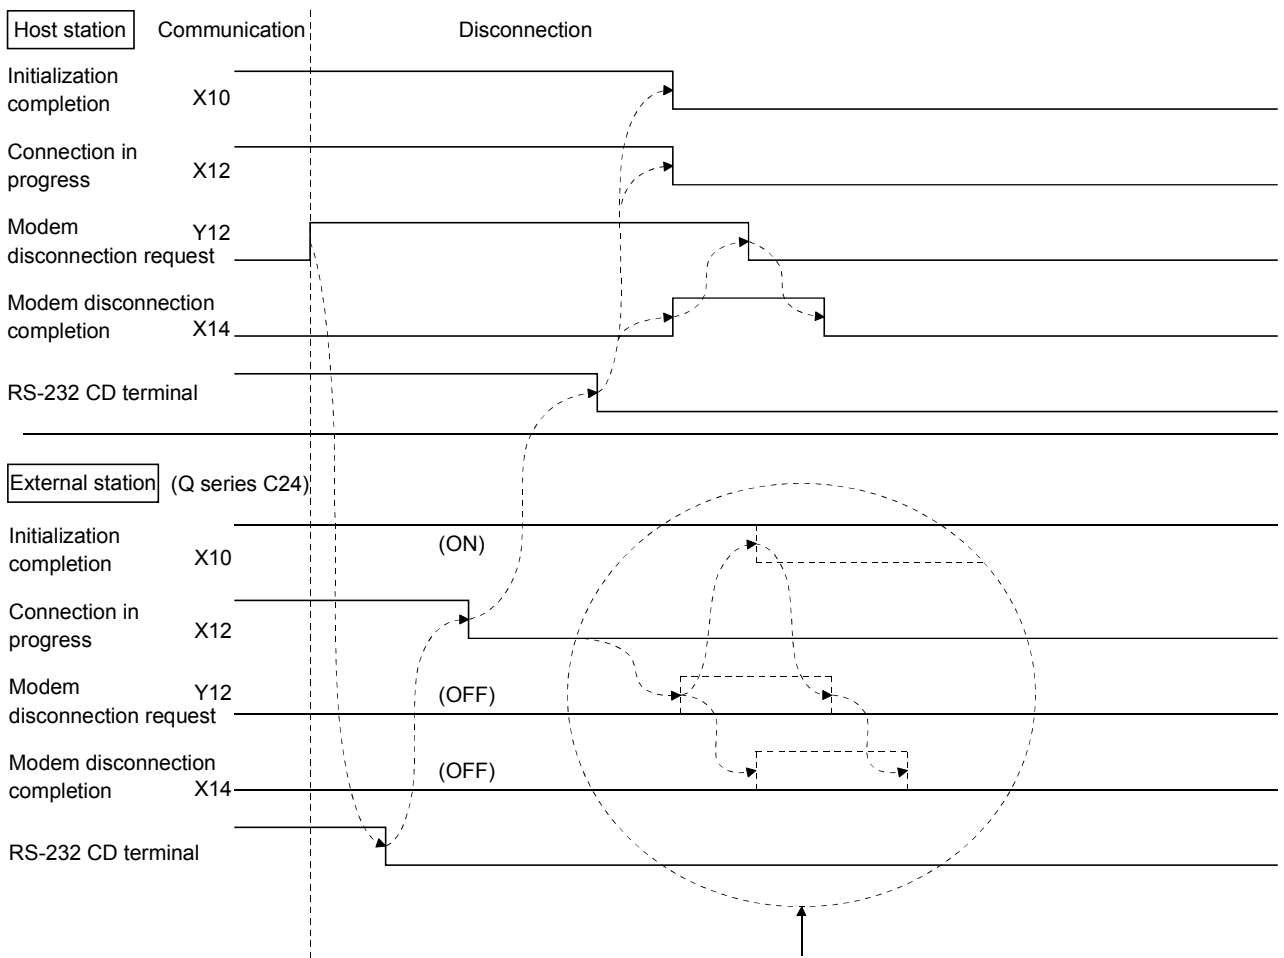 Host station Communication Disconnection
Initialization
completion X10
Connection in
progress X12
Modem Y12
disconnection request
Modem disconnection
completion X14
RS-232 CD terminal
External station (Q series C24)
Initialization
completion X10 (ON)
Connection in
progress X12
Modem Y12 (OFF)
disconnection request
Modem disconnection (OFF)
completion X14
RS-232 CD terminal